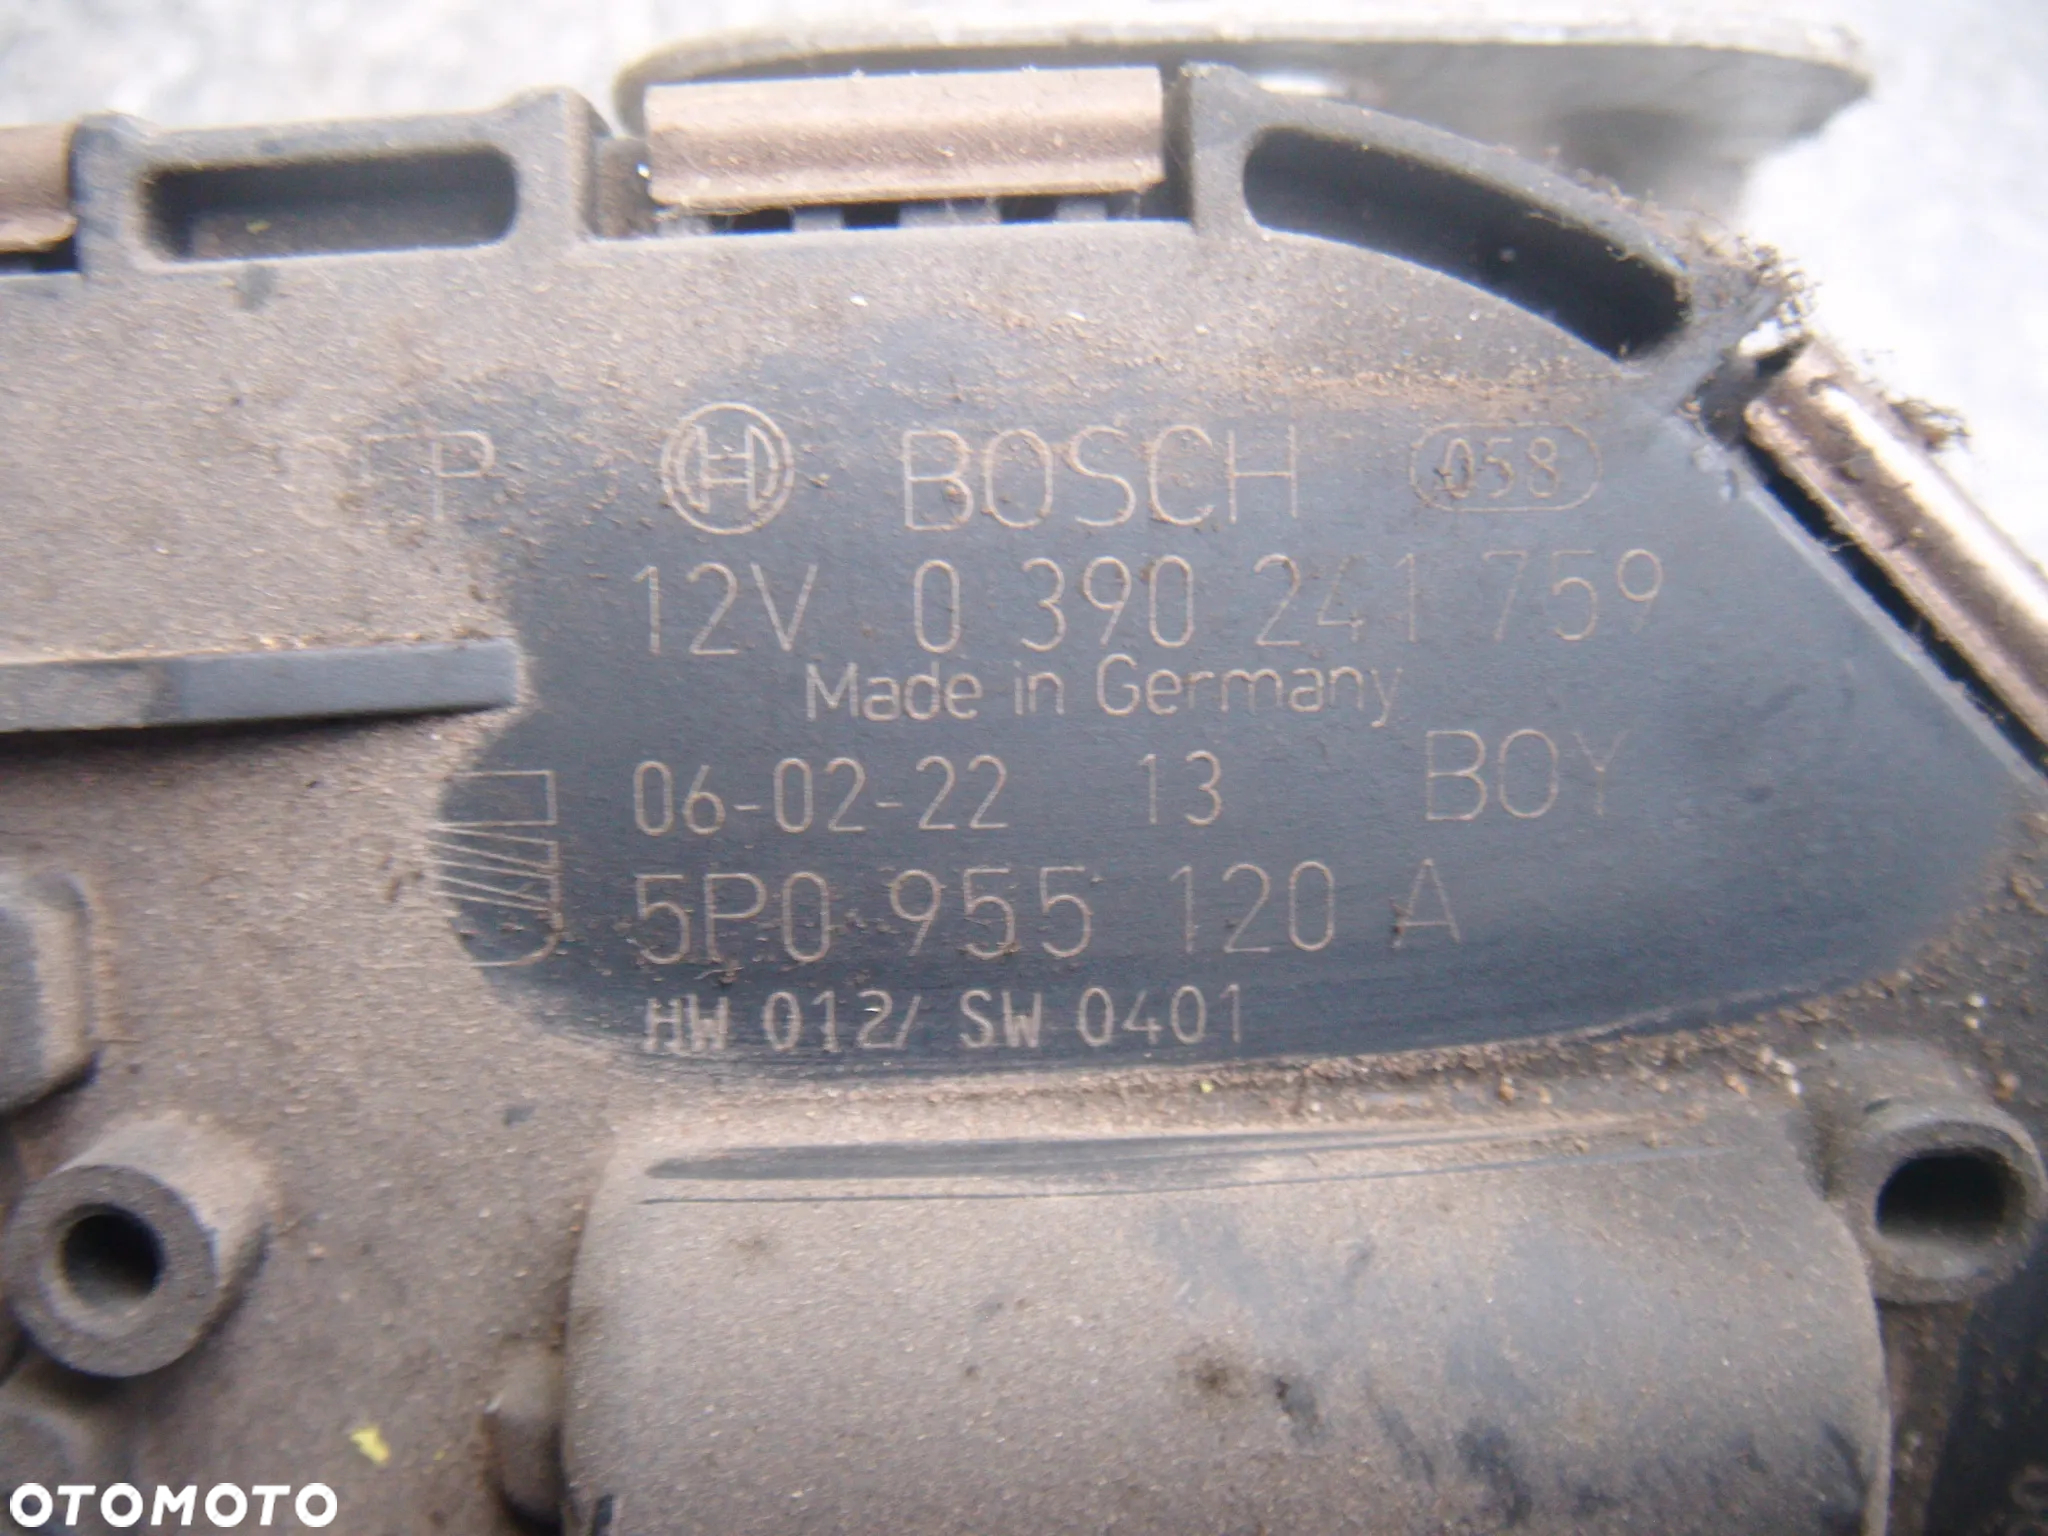 BOSCH 058
12V 0 390 241 759
Made in Germany
06-02-22 13 BOY
5P0 955 120 A
HW 012/ SW 0401
OTOMOTO